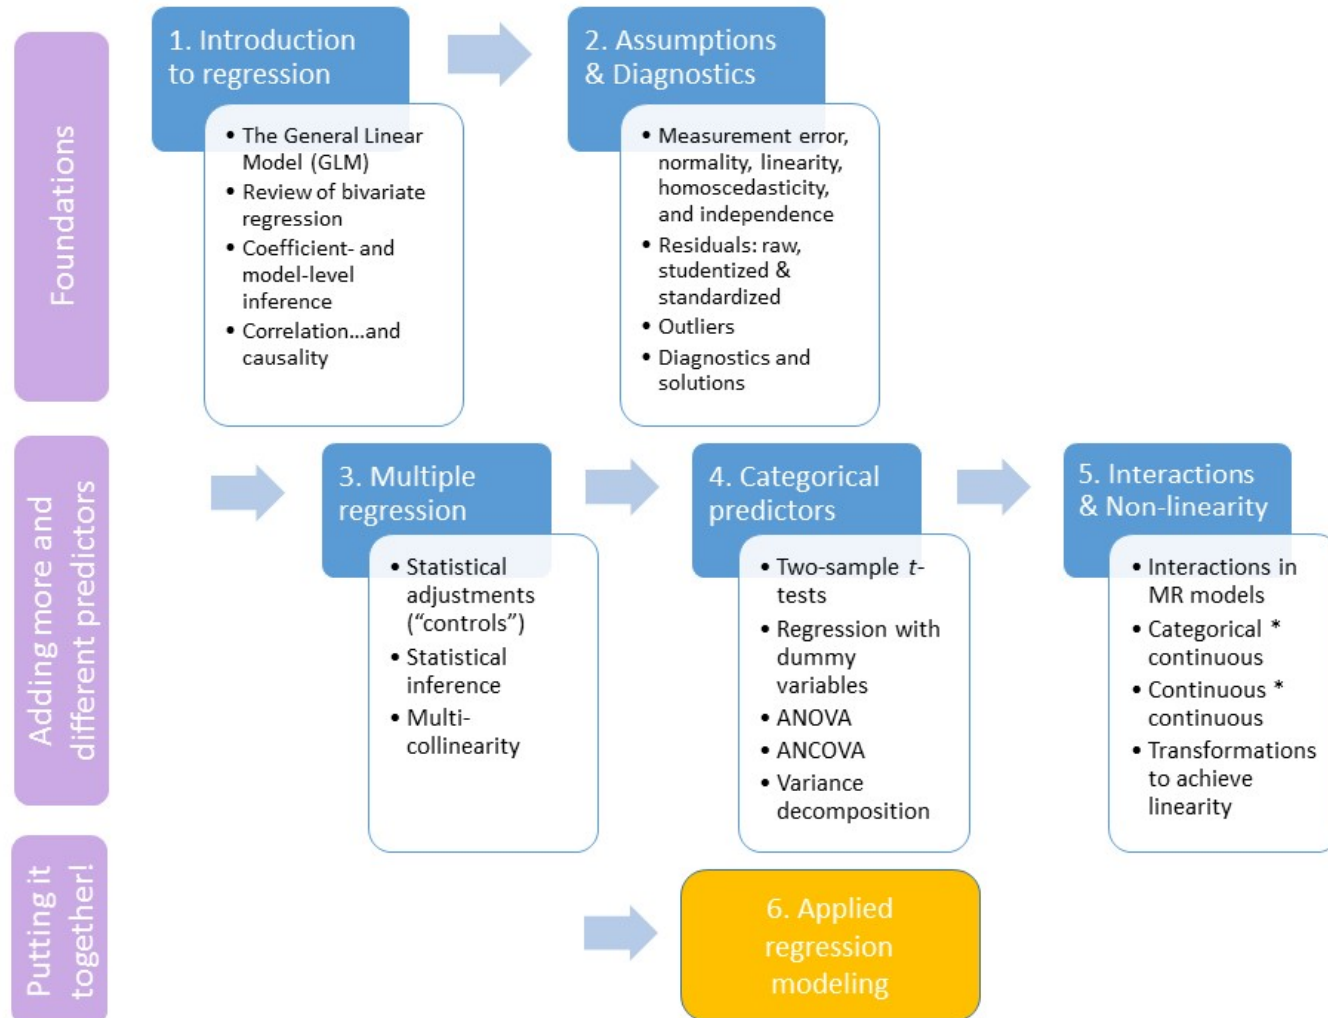 Foundations
1. Introduction
to regression
• The General Linear
Model (GLM)
• Review of bivariate
regression
• Coefficient- and
model-level
inference
• Correlation...and
causality
2. Assumptions
& Diagnostics
• Measurement error,
normality, linearity,
homoscedasticity,
and independence
• Residuals: raw,
studentized &
standardized
• Outliers
• Diagnostics and
solutions
Adding more and
different predictors
3. Multiple
regression
• Statistical
adjustments
(“controls”)
• Statistical
inference
• Multi-
collinearity
4. Categorical
predictors
• Two-sample t-
tests
• Regression with
dummy
variables
• ANOVA
• ANCOVA
• Variance
decomposition
5. Interactions
& Non-linearity
• Interactions in
MR models
• Categorical *
continuous
• Continuous *
continuous
• Transformations
to achieve
linearity
Putting it
together!
6. Applied
regression
modeling